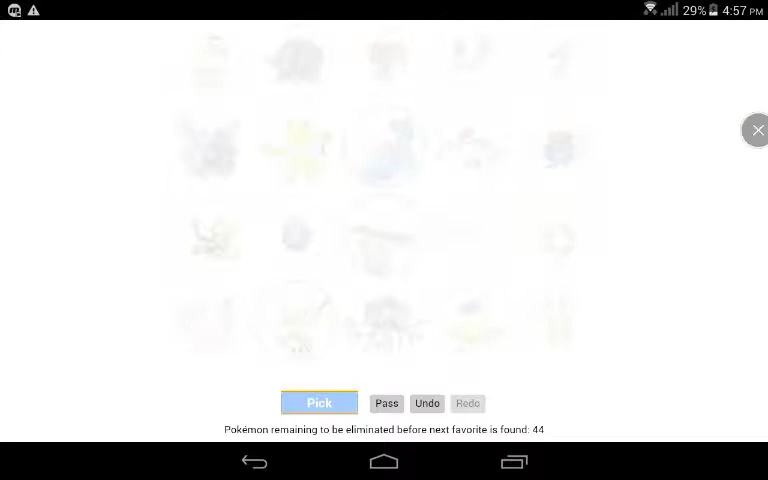 29% 4:57 PM
Pick Pass Undo Redo
Pokémon remaining to be eliminated before next favorite is found: 44